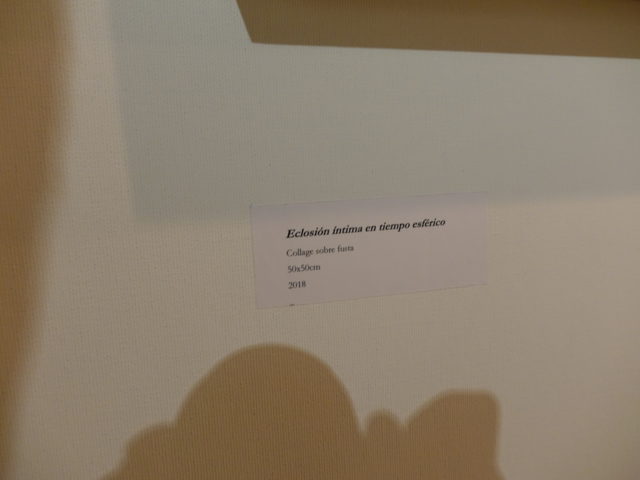 Eclosión íntima en tiempo esférico
Collage sobre fusta
50x50cm
2018